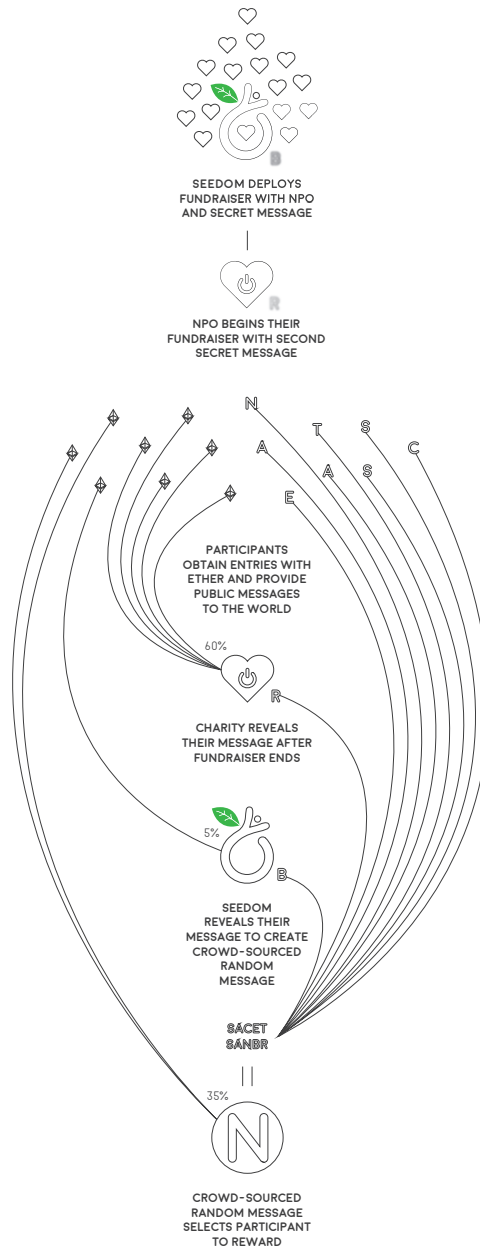 B
SEEDOM DEPLOYS
FUNDRAISER WITH NPO
AND SECRET MESSAGE
R
NPO BEGINS THEIR
FUNDRAISER WITH SECOND
SECRET MESSAGE
N
T
S
A
C
A
S
E
PARTICIPANTS
OBTAIN ENTRIES WITH
ETHER AND PROVIDE
PUBLIC MESSAGES
TO THE WORLD
60%
R
CHARITY REVEALS
THEIR MESSAGE AFTER
FUNDRAISER ENDS
5%
B
SEEDOM
REVEALS THEIR
MESSAGE TO CREATE
CROWD-SOURCED
RANDOM
MESSAGE
SACET
SANBR
35%
N
CROWD-SOURCED
RANDOM MESSAGE
SELECTS PARTICIPANT
TO REWARD